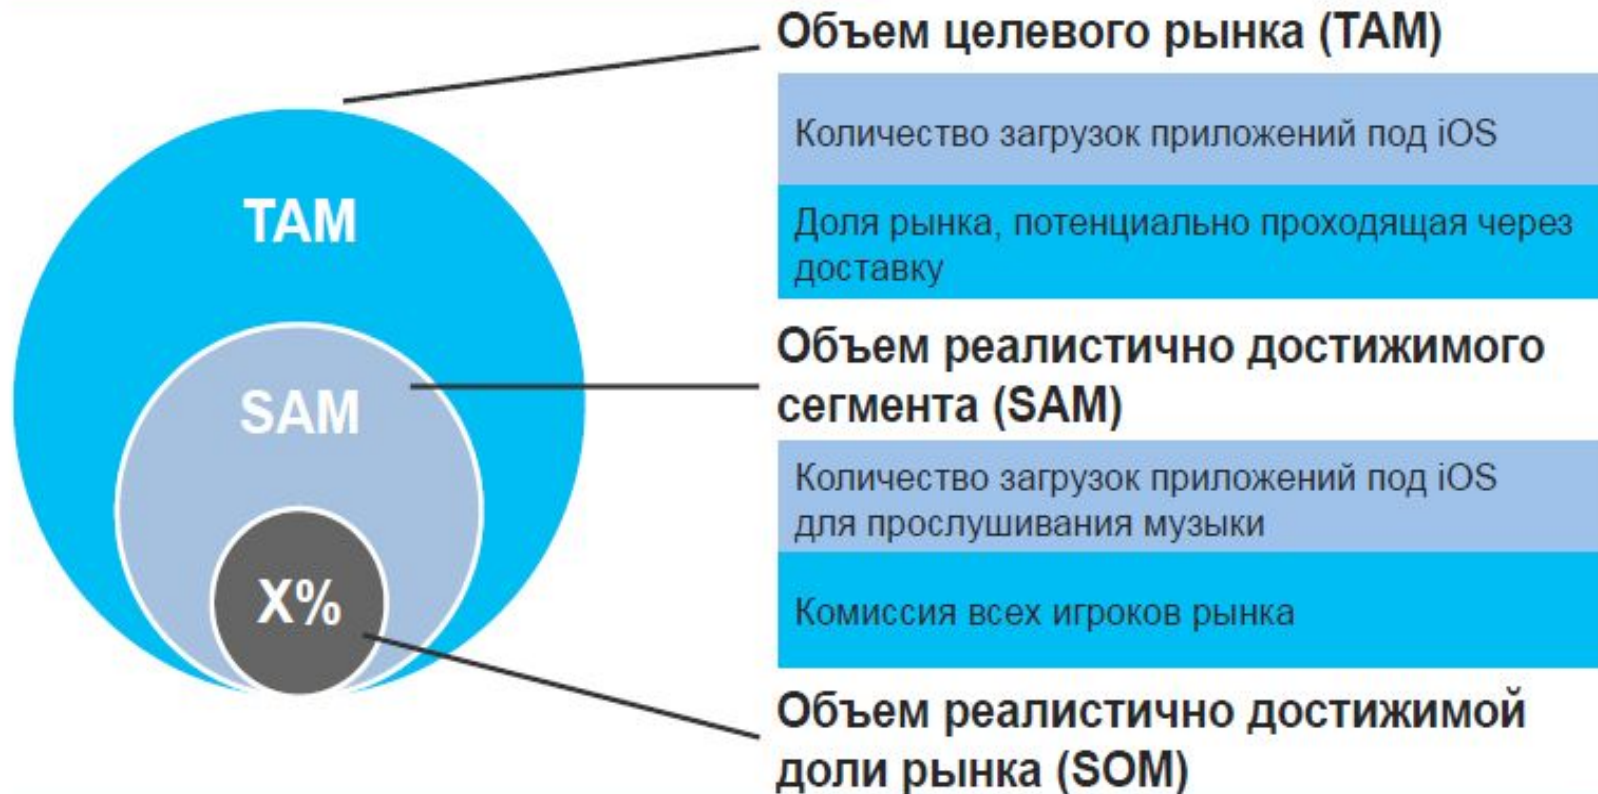 Объем целевого рынка (TAM)
Количество загрузок приложений под iOS
Доля рынка, потенциально проходящая через
доставку
TAM
Объем реалистично достижимого
сегмента (SAM)
SAM
Количество загрузок приложений под iOS
для прослушивания музыки
Комиссия всех игроков рынка
X%
Объем реалистично достижимой
доли рынка (SOM)